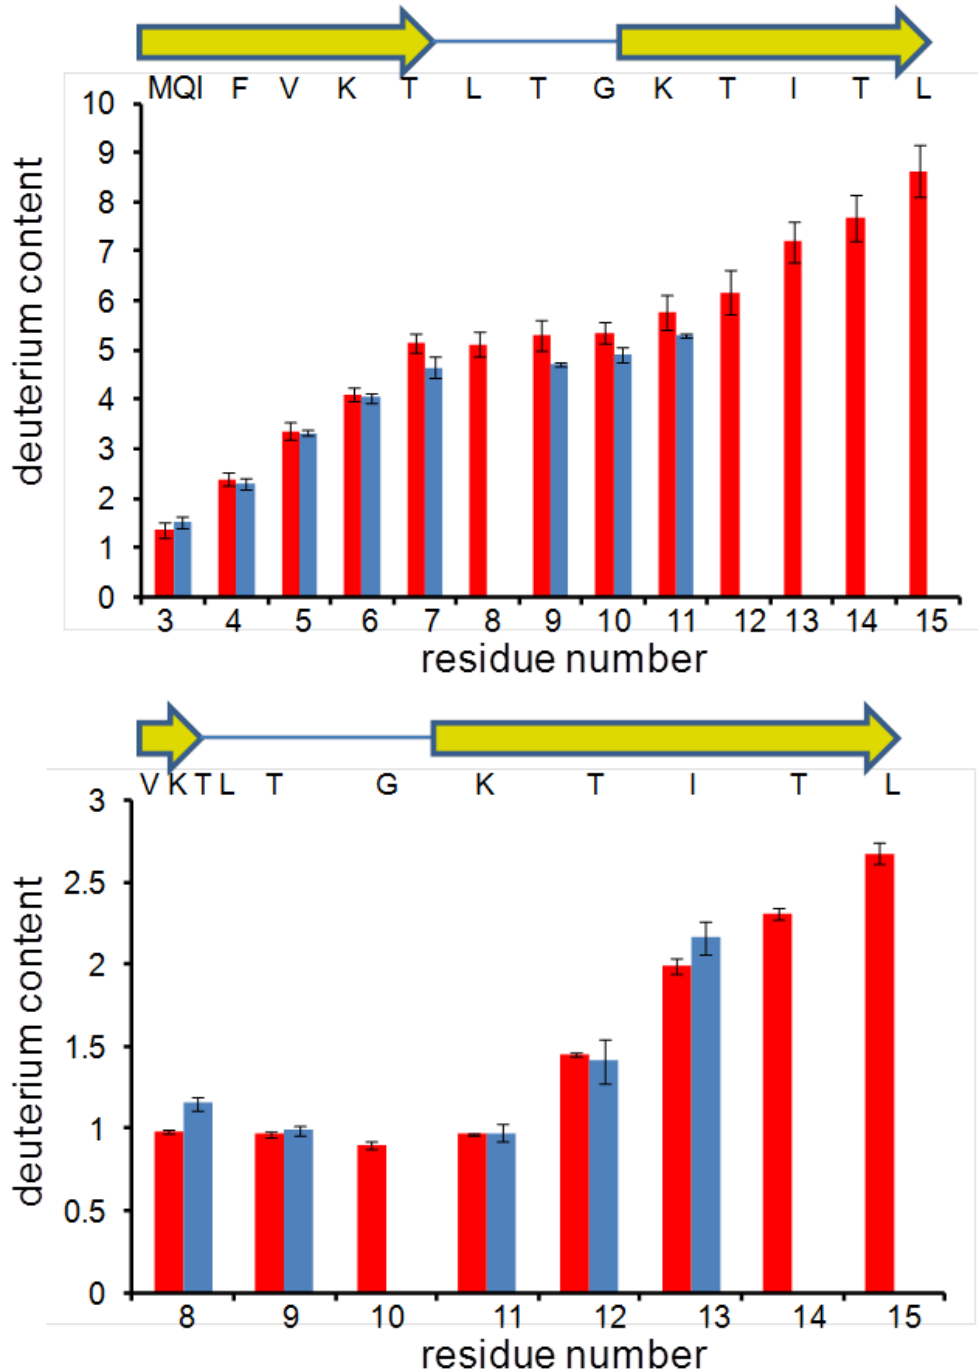 MQI F V K T L T G K T I T L
10
9
8
7
6
5
4
3
2
1
0
deuterium content
3 4 5 6 7 8 9 10 11 12 13 14 15
residue number
V K T L T G K T I T L
3
2.5
2
1.5
1
0.5
0
deuterium content
8 9 10 11 12 13 14 15
residue number